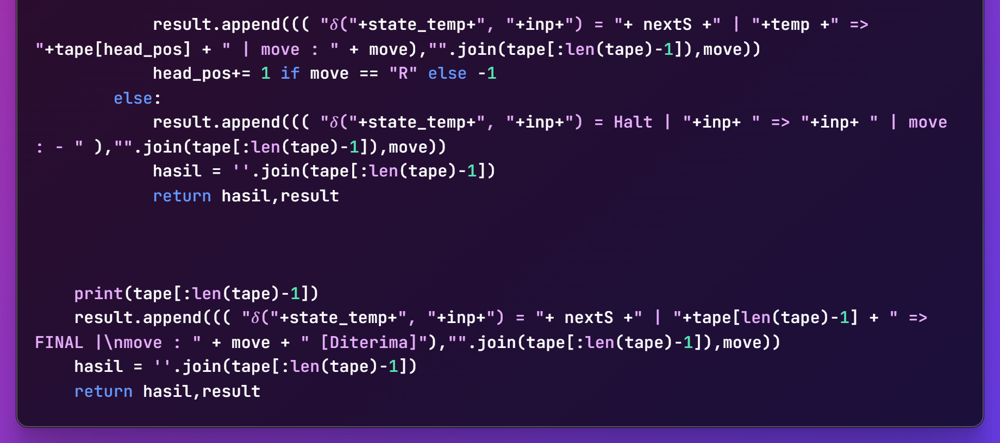 result.append((( "δ("+state_temp+", "+inp+") = "+ nextS +" | "+temp +" =>
"+tape[head_pos] + " | move : " + move),"".join(tape[:len(tape)-1]),move))
            head_pos+= 1 if move == "R" else -1
        else:
            result.append((( "δ("+state_temp+", "+inp+") = Halt | "+inp+ " => "+inp+ " | move
: - " ),"".join(tape[:len(tape)-1]),move))
            hasil = ''.join(tape[:len(tape)-1])
            return hasil,result
    print(tape[:len(tape)-1])
    result.append((( "δ("+state_temp+", "+inp+") = "+ nextS +" | "+tape[len(tape)-1] + " =>
FINAL |\nmove : " + move + " [Diterima]"),"".join(tape[:len(tape)-1]),move))
    hasil = ''.join(tape[:len(tape)-1])
    return hasil,result